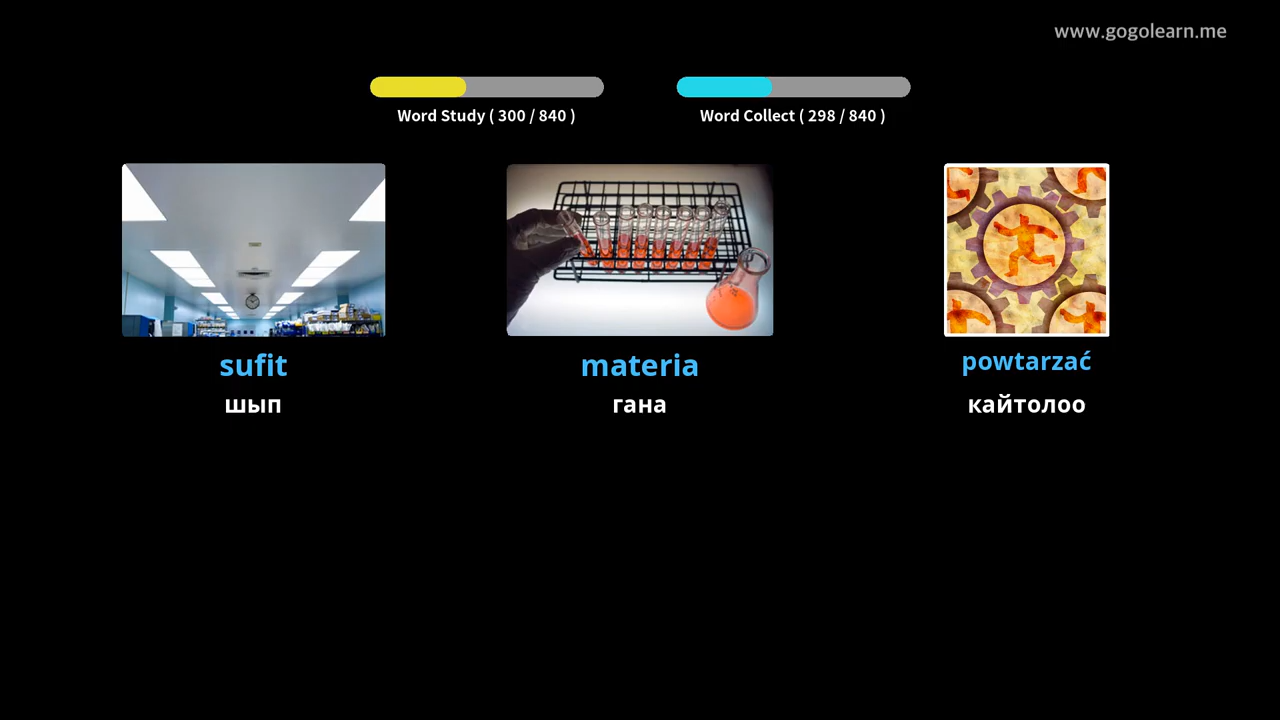 www.gogolearn.me
Word Study ( 300 / 840 )
Word Collect ( 298 / 840 )
sufit
materia
powtarzać
шып
гана
кайтолоо